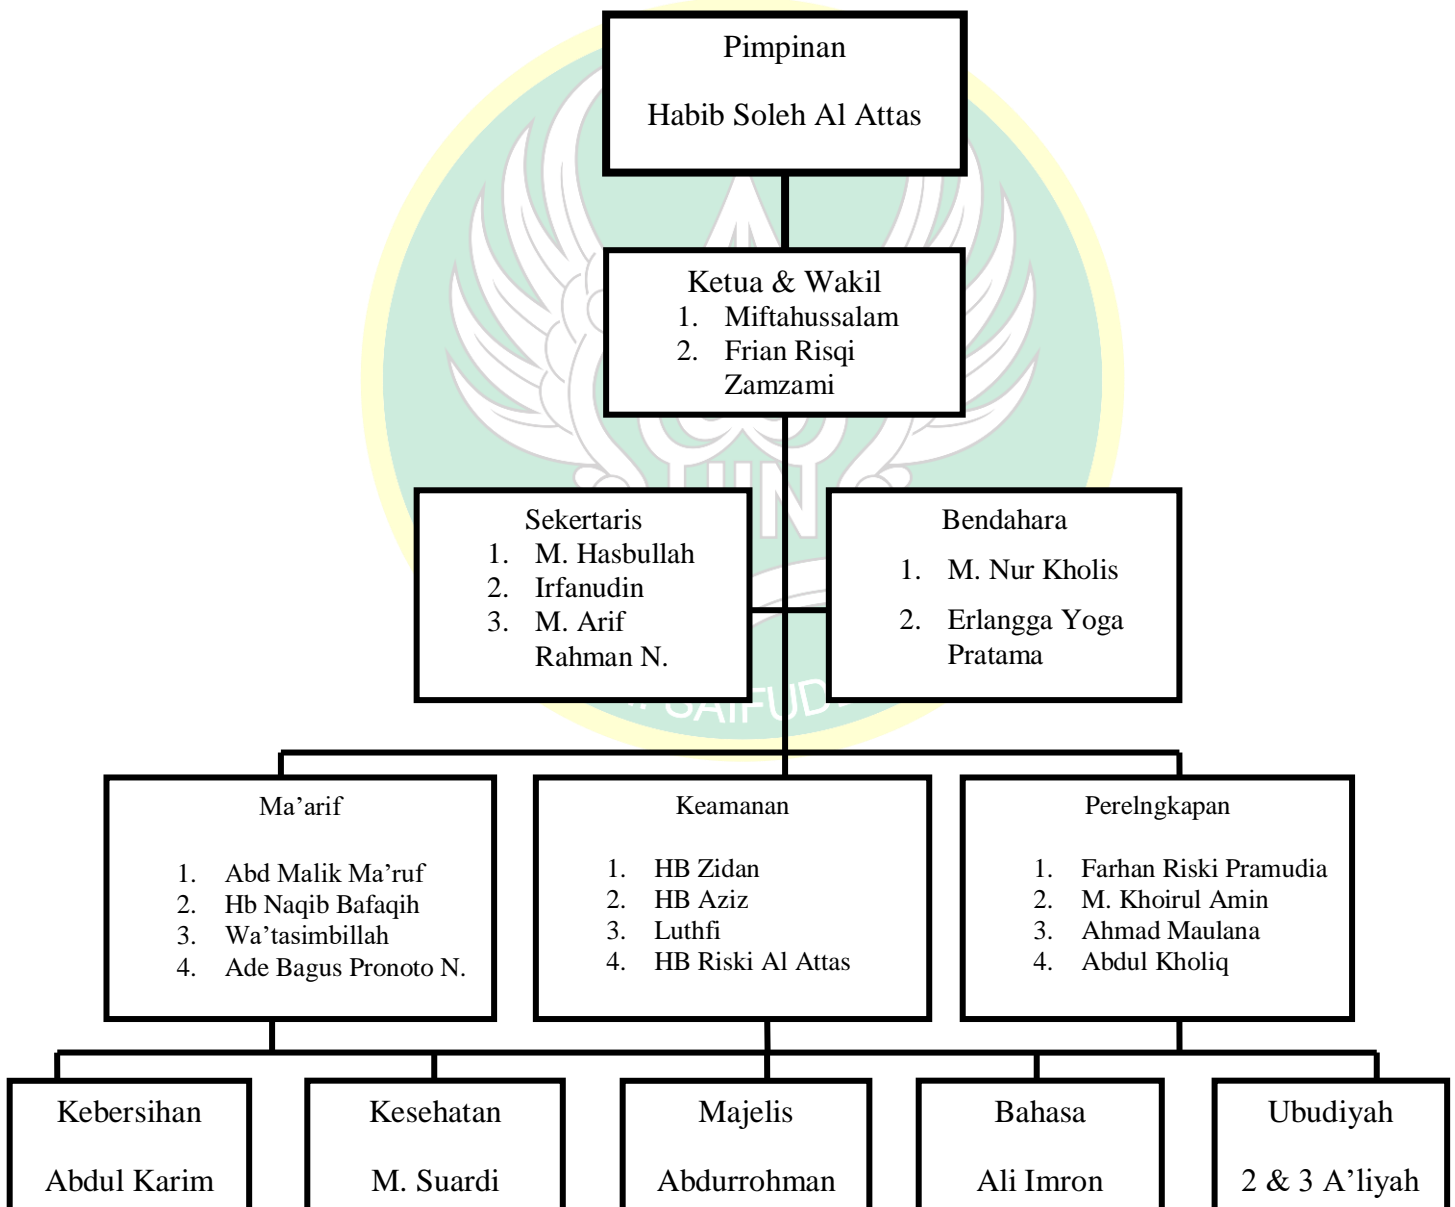 Pimpinan
Habib Soleh Al Attas
Ketua & Wakil
1. Miftahussalam
2. Frian Risqi
Zamzami
UIN
Sekertaris
1. M. Hasbullah
2. Irfanudin
3. M. Arif
Rahman N.
Bendahara
1. M. Nur Kholis
2. Erlangga Yoga
Pratama
Ma’arif
1. Abd Malik Ma’ruf
2. Hb Naqib Bafaqih
3. Wa’tasimbillah
4. Ade Bagus Pronoto N.
Keamanan
1. HB Zidan
2. HB Aziz
3. Luthfi
4. HB Riski Al Attas
Perelngkapan
1. Farhan Riski Pramudia
2. M. Khoirul Amin
3. Ahmad Maulana
4. Abdul Kholiq
Kebersihan
Abdul Karim
Kesehatan
M. Suardi
Majelis
Abdurrohman
Bahasa
Ali Imron
Ubudiyah
2 & 3 A’liyah